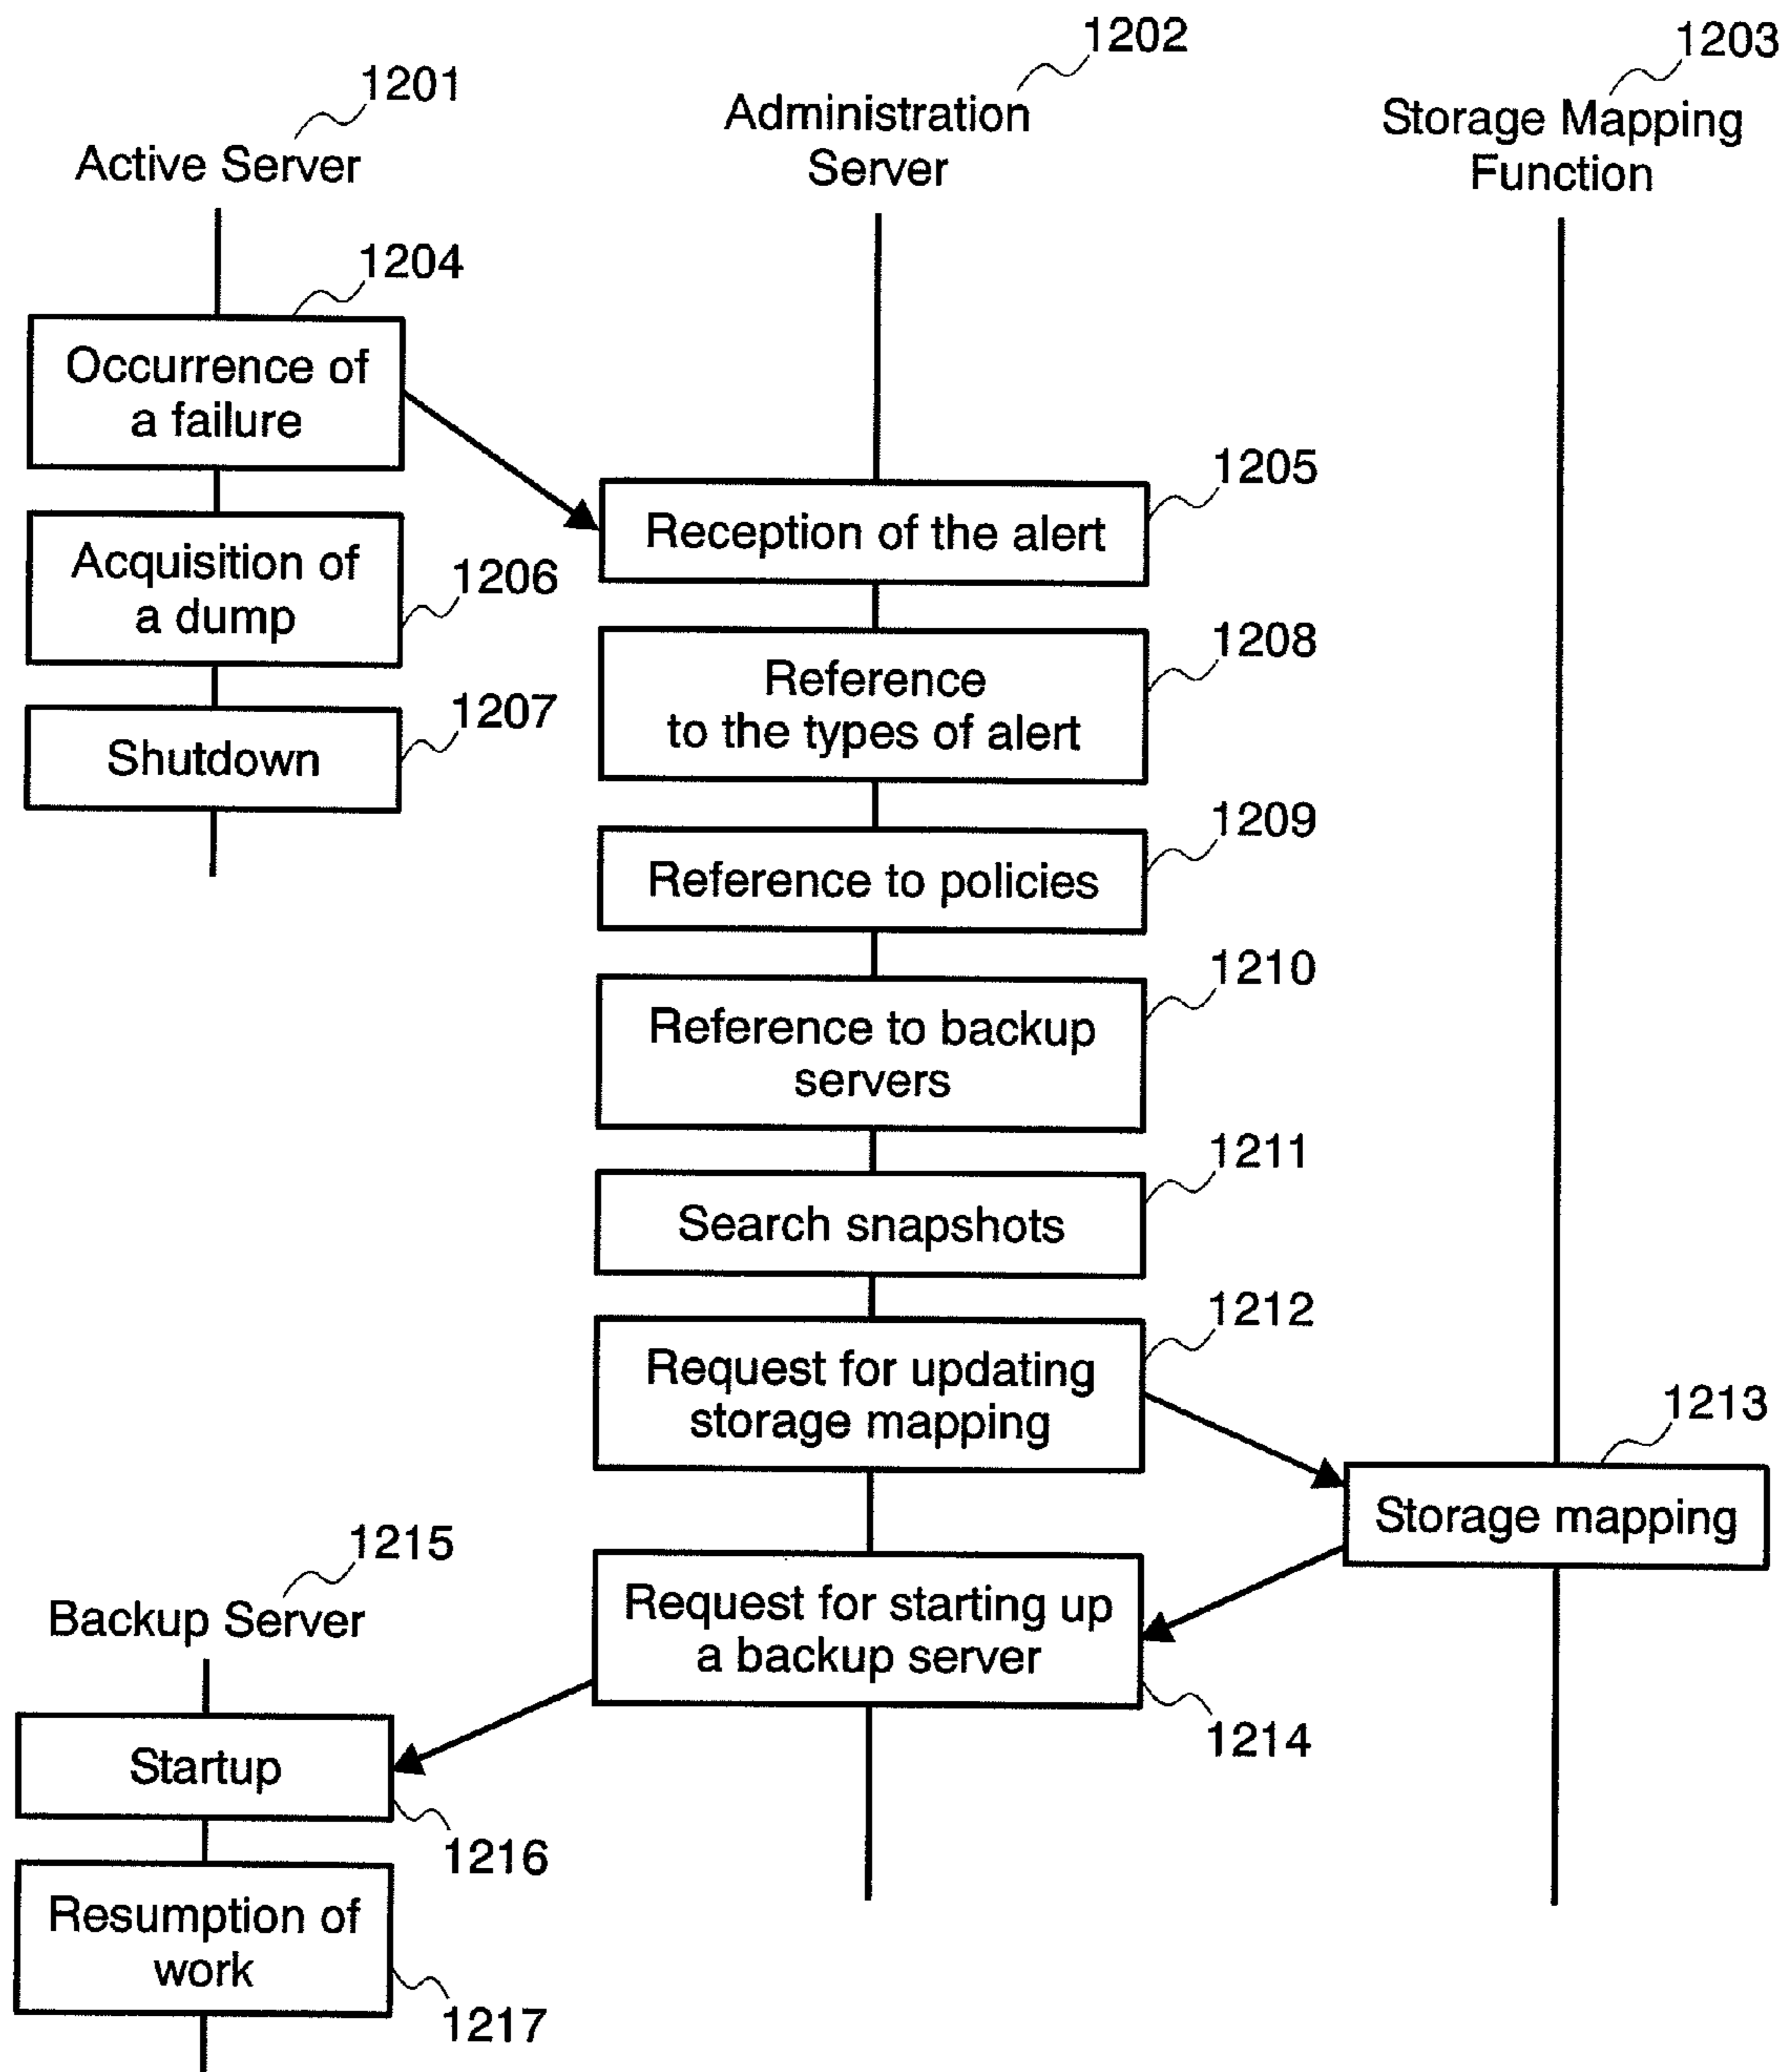 1202
1203
1201
Administration
Server
Storage Mapping
Function
Active Server
1204
Occurrence of
a failure
1205
Reception of the alert
Acquisition of
a dump
1206
1208
Reference
to the types of alert
1207
Shutdown
1209
Reference to policies
1210
Reference to backup
servers
1211
Search snapshots
1212
Request for updating
storage mapping
1213
Storage mapping
1215
Backup Server
Request for starting up
a backup server
1214
Startup
1216
Resumption of
work
1217